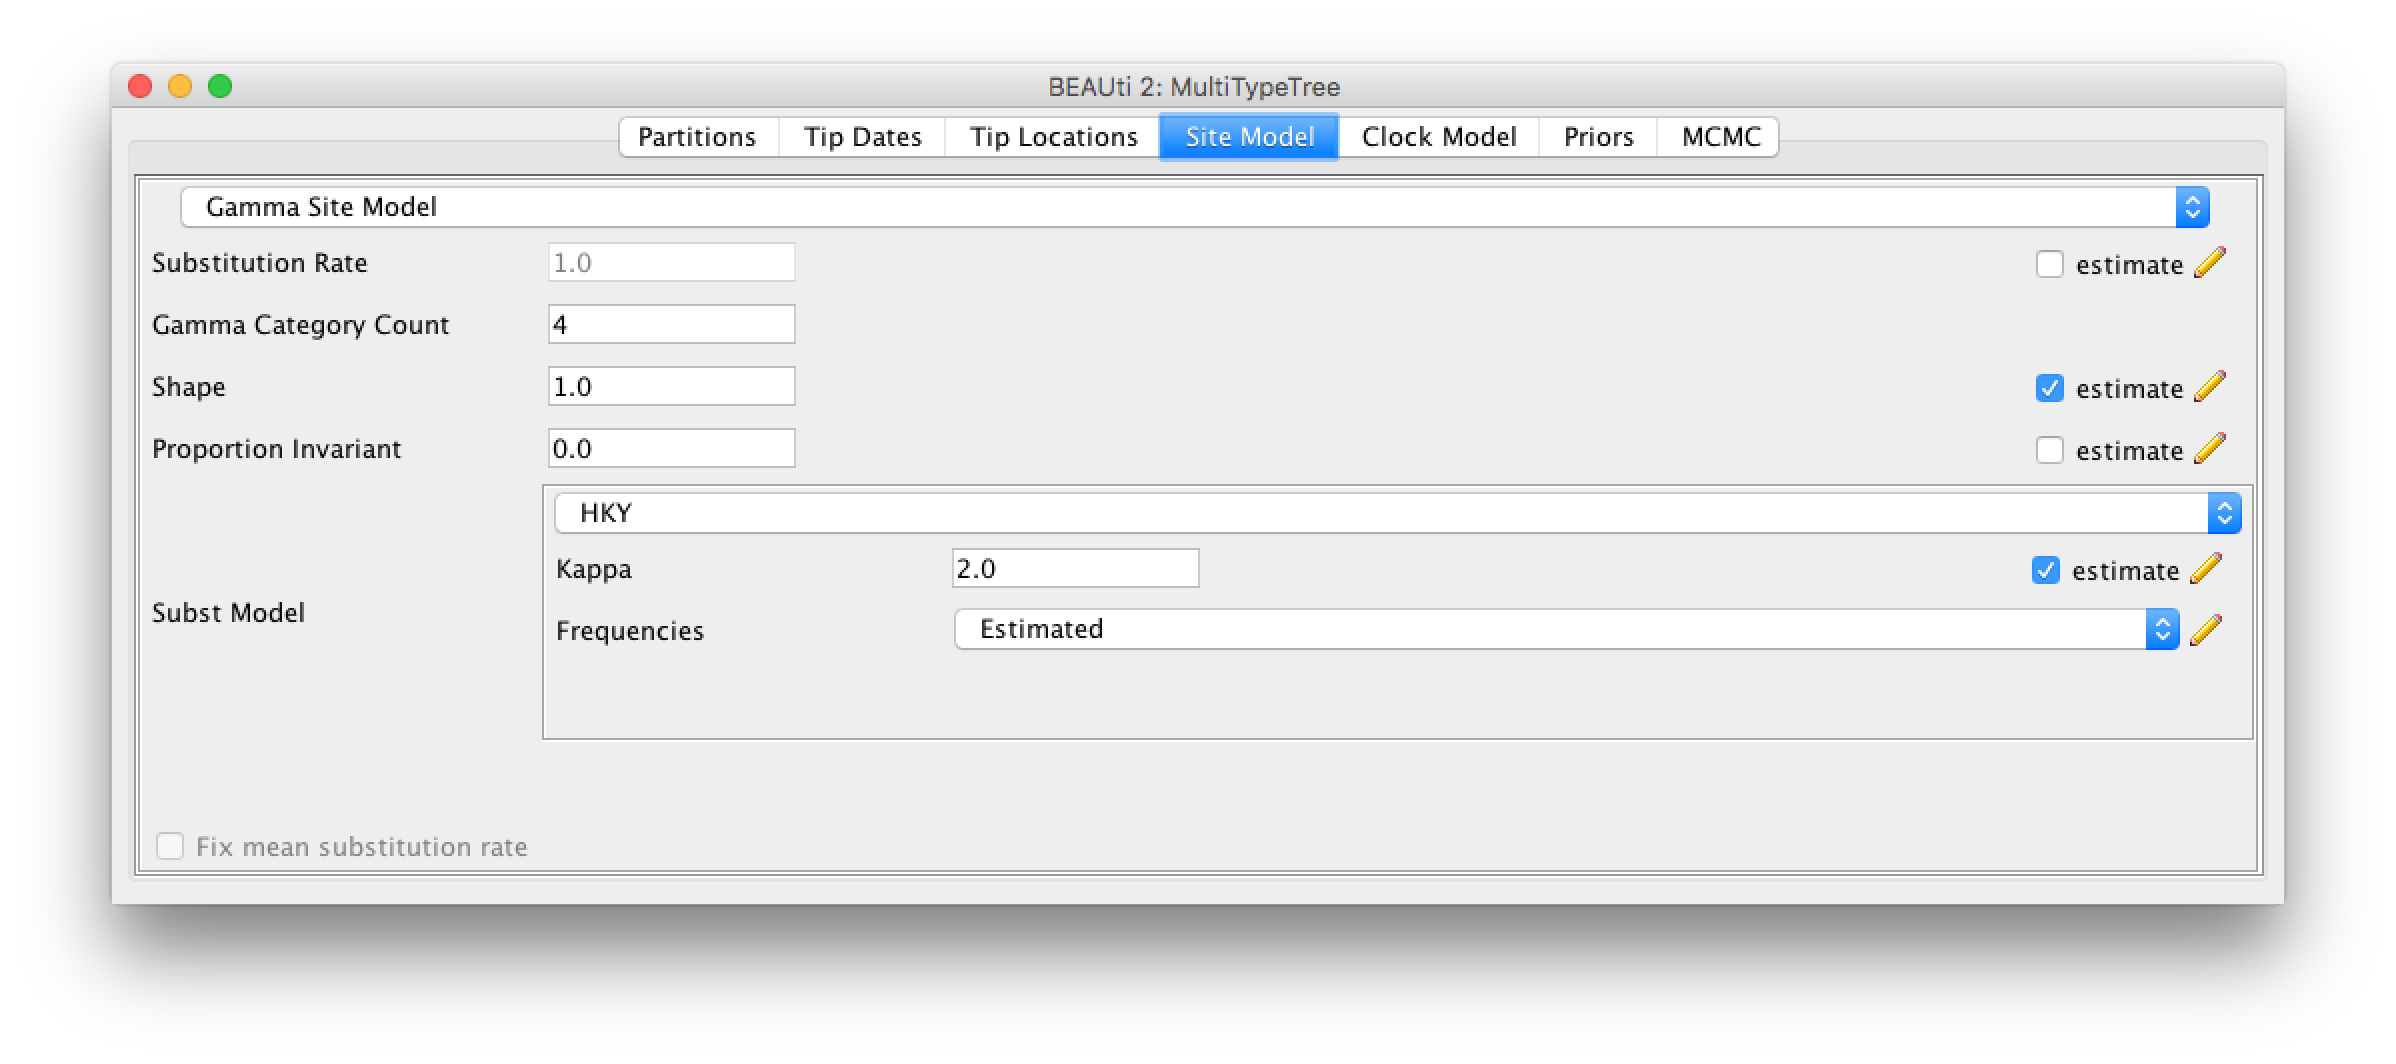 BEAUti 2: MultiTypeTree
Partitions Tip Dates Tip Locations Site Model Clock Model Priors MCMC
Gamma Site Model
Substitution Rate 1.0 estimate
Gamma Category Count 4
Shape 1.0 estimate
Proportion Invariant 0.0 estimate
HKY
Kappa 2.0 estimate
Subst Model
Frequencies Estimated
Fix mean substitution rate